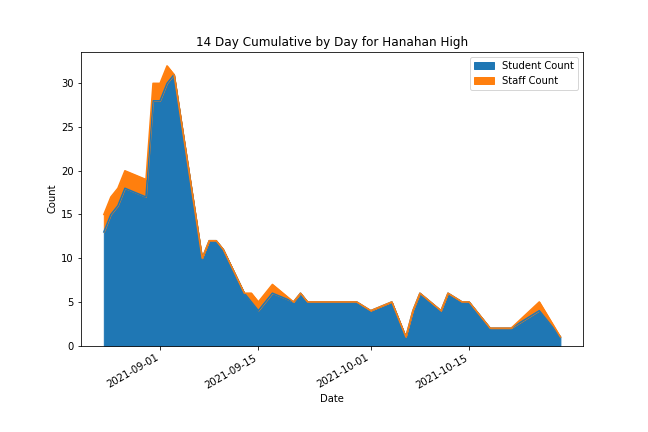 14 Day Cumulative by Day for Hanahan High
Student Count
Staff Count
30
25
20
15
10
5
0
Count
2021-09-01
2021-09-15
2021-10-01
2021-10-15
Date